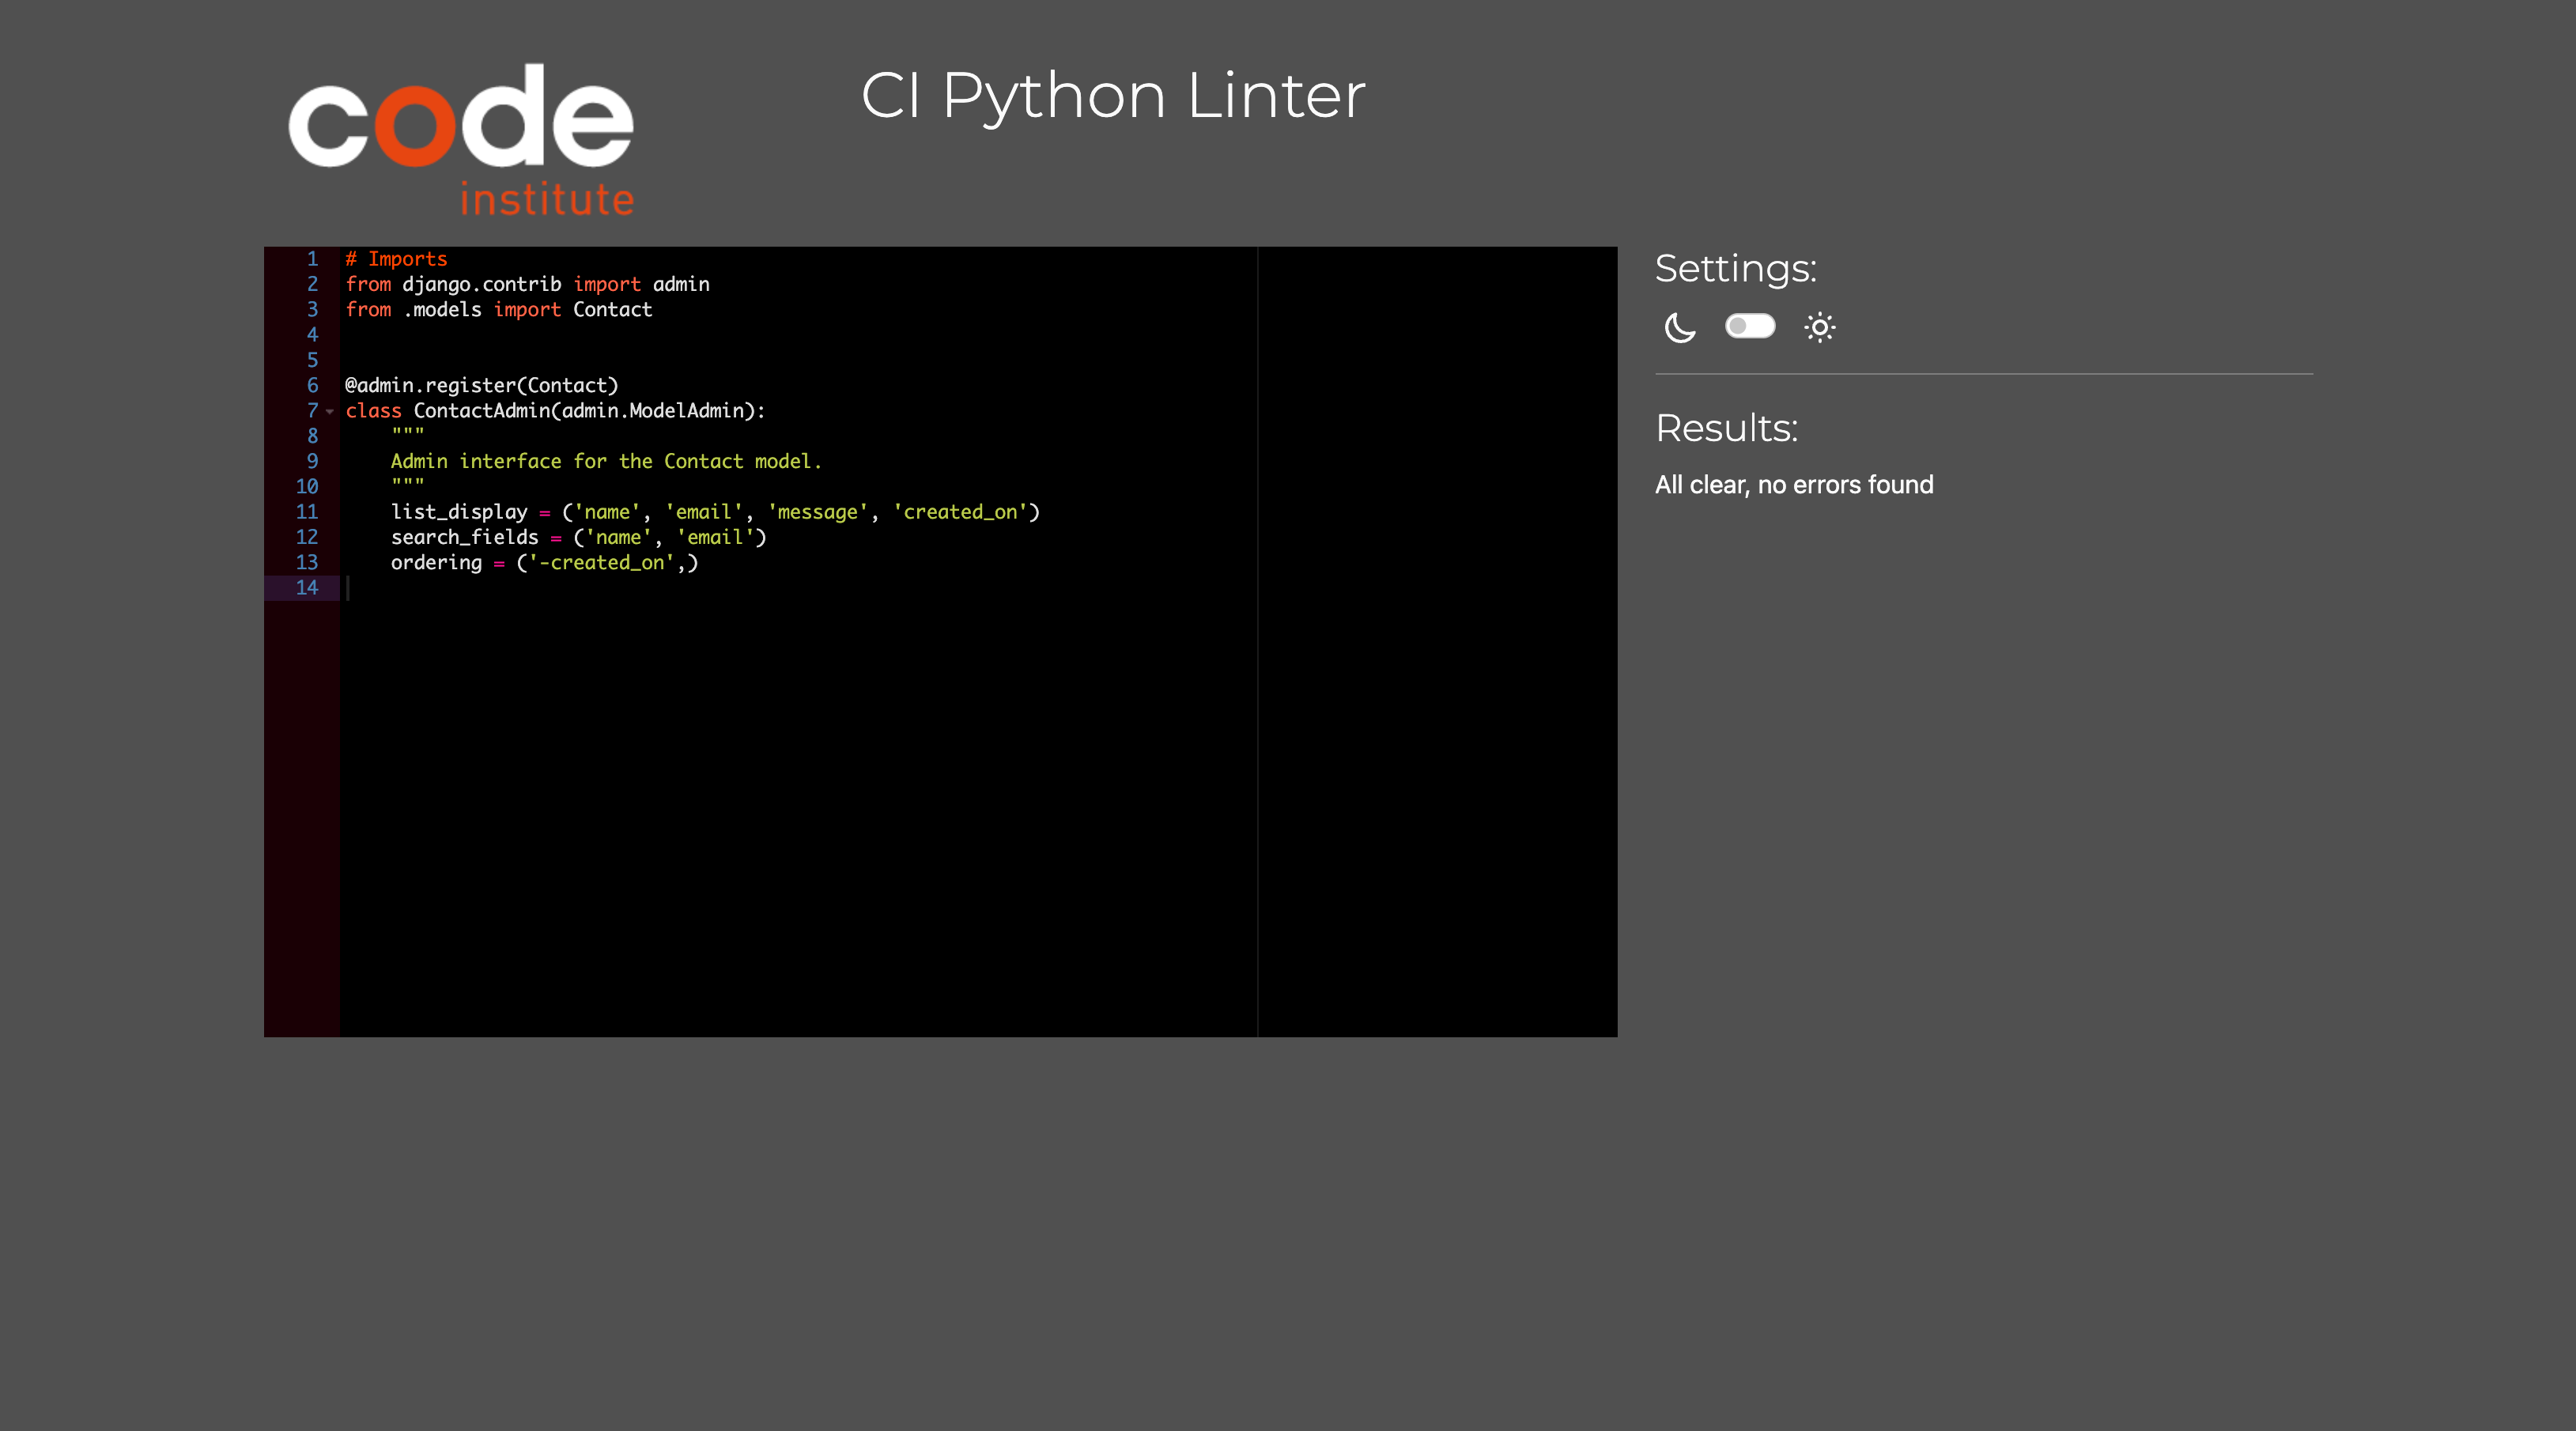 code
institute
CI Python Linter
1 # Imports
2 from django.contrib import admin
3 from .models import Contact
4
5
6 @admin.register(Contact)
7 class ContactAdmin(admin.ModelAdmin):
8     """
9     Admin interface for the Contact model.
10     """
11     list_display = ('name', 'email', 'message', 'created_on')
12     search_fields = ('name', 'email')
13     ordering = ('-created_on',)
14
Settings:
Results:
All clear, no errors found